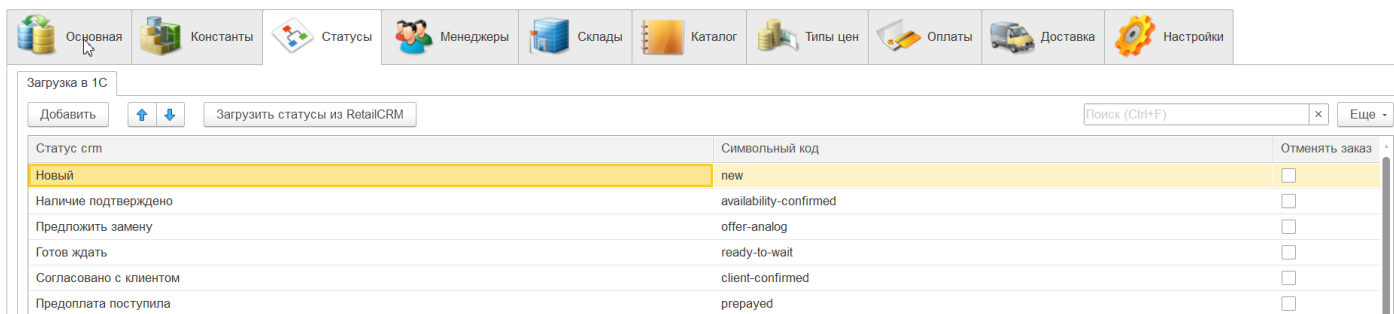 Основная Константы Статусы Менеджеры Склады Каталог Типы цен Оплаты Доставка Настройки
Загрузка в 1С
Добавить Загрузить статусы из RetailCRM Поиск (Ctrl+F) × Еще
Статус crm Символьный код Отменять заказ
Новый new
Наличие подтверждено availability-confirmed
Предложить замену offer-analog
Готов ждать ready-to-wait
Согласовано с клиентом client-confirmed
Предоплата поступила prepayed